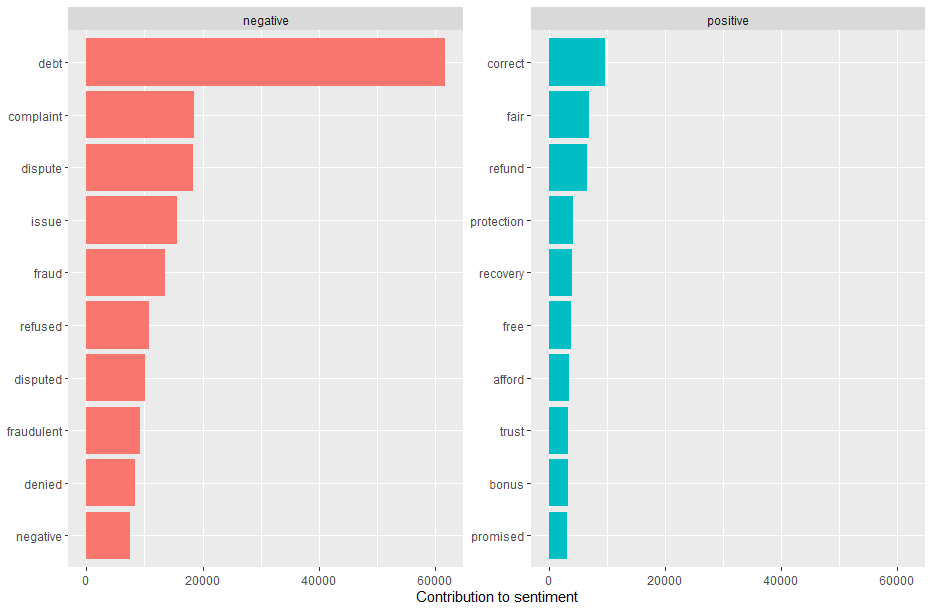 negative
debt
complaint
dispute
issue
fraud
refused
disputed
fraudulent
denied
negative
0 20000 40000 60000
positive
correct
fair
refund
protection
recovery
free
afford
trust
bonus
promised
0 20000 40000 60000
Contribution to sentiment